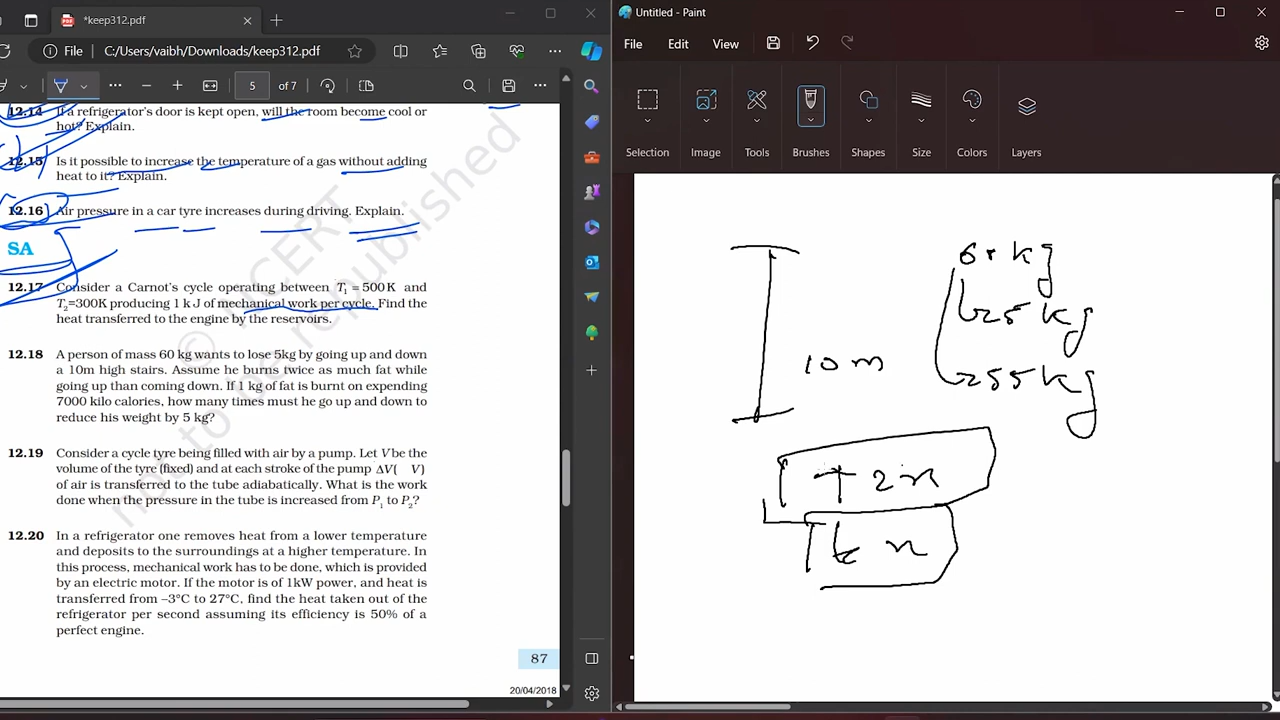 *keep312.pdf
File
C:/Users/vaibh/Downloads/keep312.pdf
5 of 7
12.14 If a refrigerator's door is kept open, will the room become cool or
hot? Explain.
12.15 Is it possible to increase the temperature of a gas without adding
heat to it? Explain.
12.16 Air pressure in a car tyre increases during driving. Explain.
SA
12.17 Consider a Carnot's cycle operating between T1 = 500K and
T2=300K producing 1 k J of mechanical work per cycle. Find the
heat transferred to the engine by the reservoirs.
12.18 A person of mass 60 kg wants to lose 5kg by going up and down
a 10m high stairs. Assume he burns twice as much fat while
going up than coming down. If 1 kg of fat is burnt on expending
7000 kilo calories, how many times must he go up and down to
reduce his weight by 5 kg?
12.19 Consider a cycle tyre being filled with air by a pump. Let V be the
volume of the tyre (fixed) and at each stroke of the pump ΔV( V)
of air is transferred to the tube adiabatically. What is the work
done when the pressure in the tube is increased from P1 to P2?
12.20 In a refrigerator one removes heat from a lower temperature
and deposits to the surroundings at a higher temperature. In
this process, mechanical work has to be done, which is provided
by an electric motor. If the motor is of 1kW power, and heat is
transferred from –3°C to 27°C, find the heat taken out of the
refrigerator per second assuming its efficiency is 50% of a
perfect engine.
87
20/04/2018
© NCERT
not to be republished
Untitled - Paint
File Edit View
Selection Image Tools Brushes Shapes Size Colors Layers
kg
25 kg
10 m
255 kg
2x
x